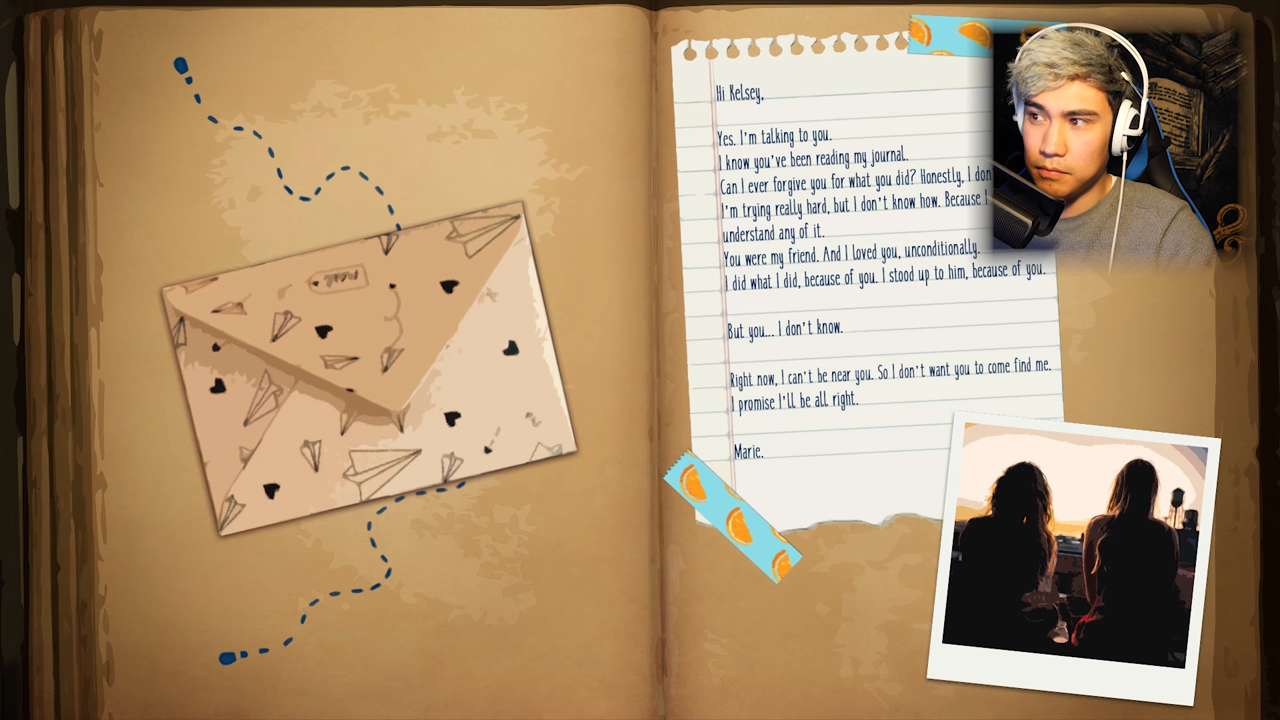 Hi Kelsey,
Yes. I'm talking to you.
I know you've been reading my journal.
Can I ever forgive you for what you did? Honestly, I don
I'm trying really hard, but I don't know how. Because I
understand any of it.
You were my friend. And I loved you, unconditionally.
I did what I did, because of you. I stood up to him, because of you.
But you... I don't know.
Right now, I can't be near you. So I don't want you to come find me.
I promise I'll be all right.
Marie.